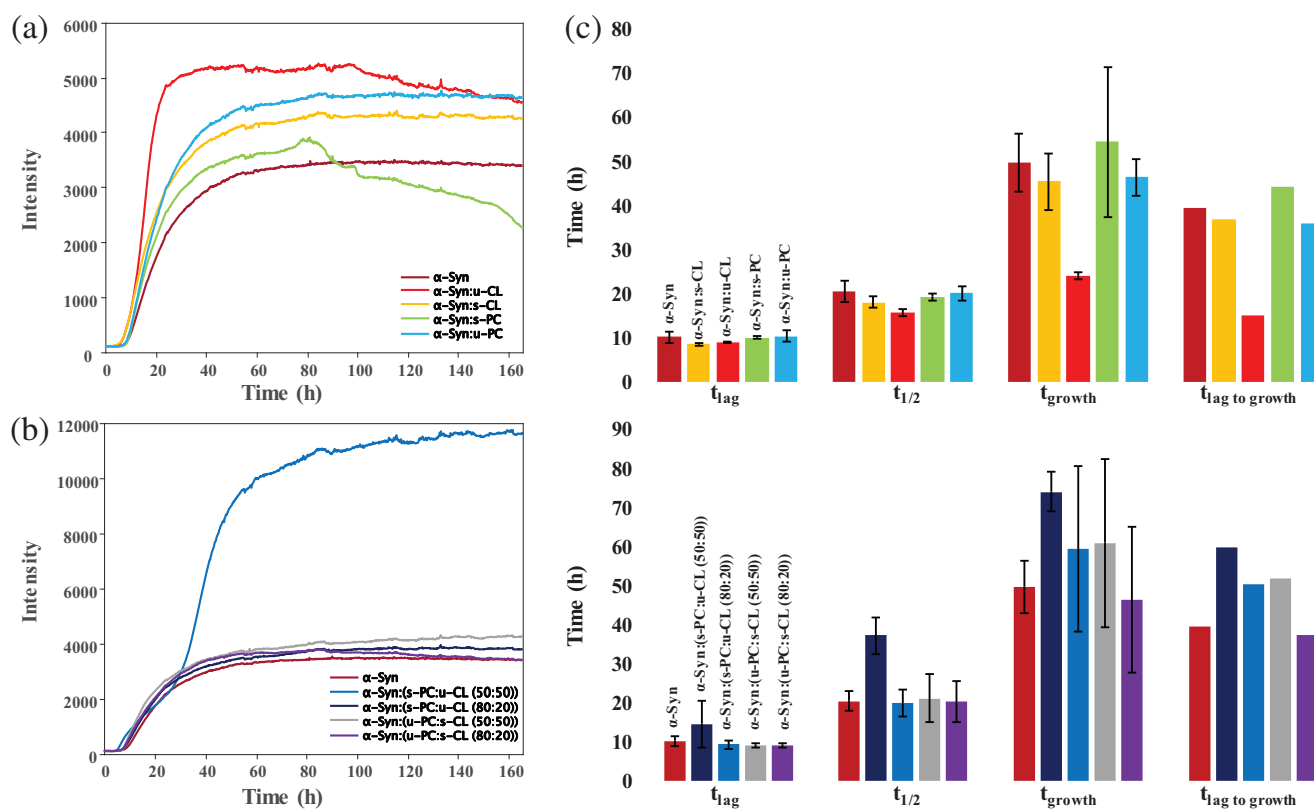 (a)
6000
5000
4000
3000
2000
1000
0
Intensity
α-Syn
α-Syn:u-CL
α-Syn:s-CL
α-Syn:s-PC
α-Syn:u-PC
0 20 40 60 80 100 120 140 160
Time (h)
(b)
12000
10000
8000
6000
4000
2000
0
Intensity
α-Syn
α-Syn:(s-PC:u-CL (50:50))
α-Syn:(s-PC:u-CL (80:20))
α-Syn:(u-PC:s-CL (50:50))
α-Syn:(u-PC:s-CL (80:20))
0 20 40 60 80 100 120 140 160
Time (h)
(c)
80
70
60
50
40
30
20
10
0
Time (h)
α-Syn
α-Syn:s-CL
α-Syn:u-CL
α-Syn:s-PC
α-Syn:u-PC
tlag t1/2 tgrowth tlag to growth
90
80
70
60
50
40
30
20
10
0
Time (h)
α-Syn
α-Syn:(s-PC:u-CL (50:50))
α-Syn:(s-PC:u-CL (80:20))
α-Syn:(u-PC:s-CL (50:50))
α-Syn:(u-PC:s-CL (80:20))
tlag t1/2 tgrowth tlag to growth